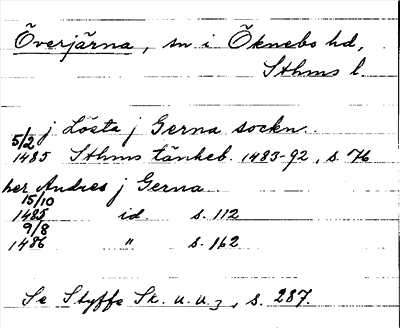 Överjärna, sn i Öknebo hd,
Sthms l.
j Lösta j Gerna sockn.
5/2
1485 Sthms tänkeb. 1483-92, s. 76
her Andres j Gerna
15/10
1485 id s. 112
9/8
1486 " s. 162
Se Styffe Sk. u. u. 3, s. 287.